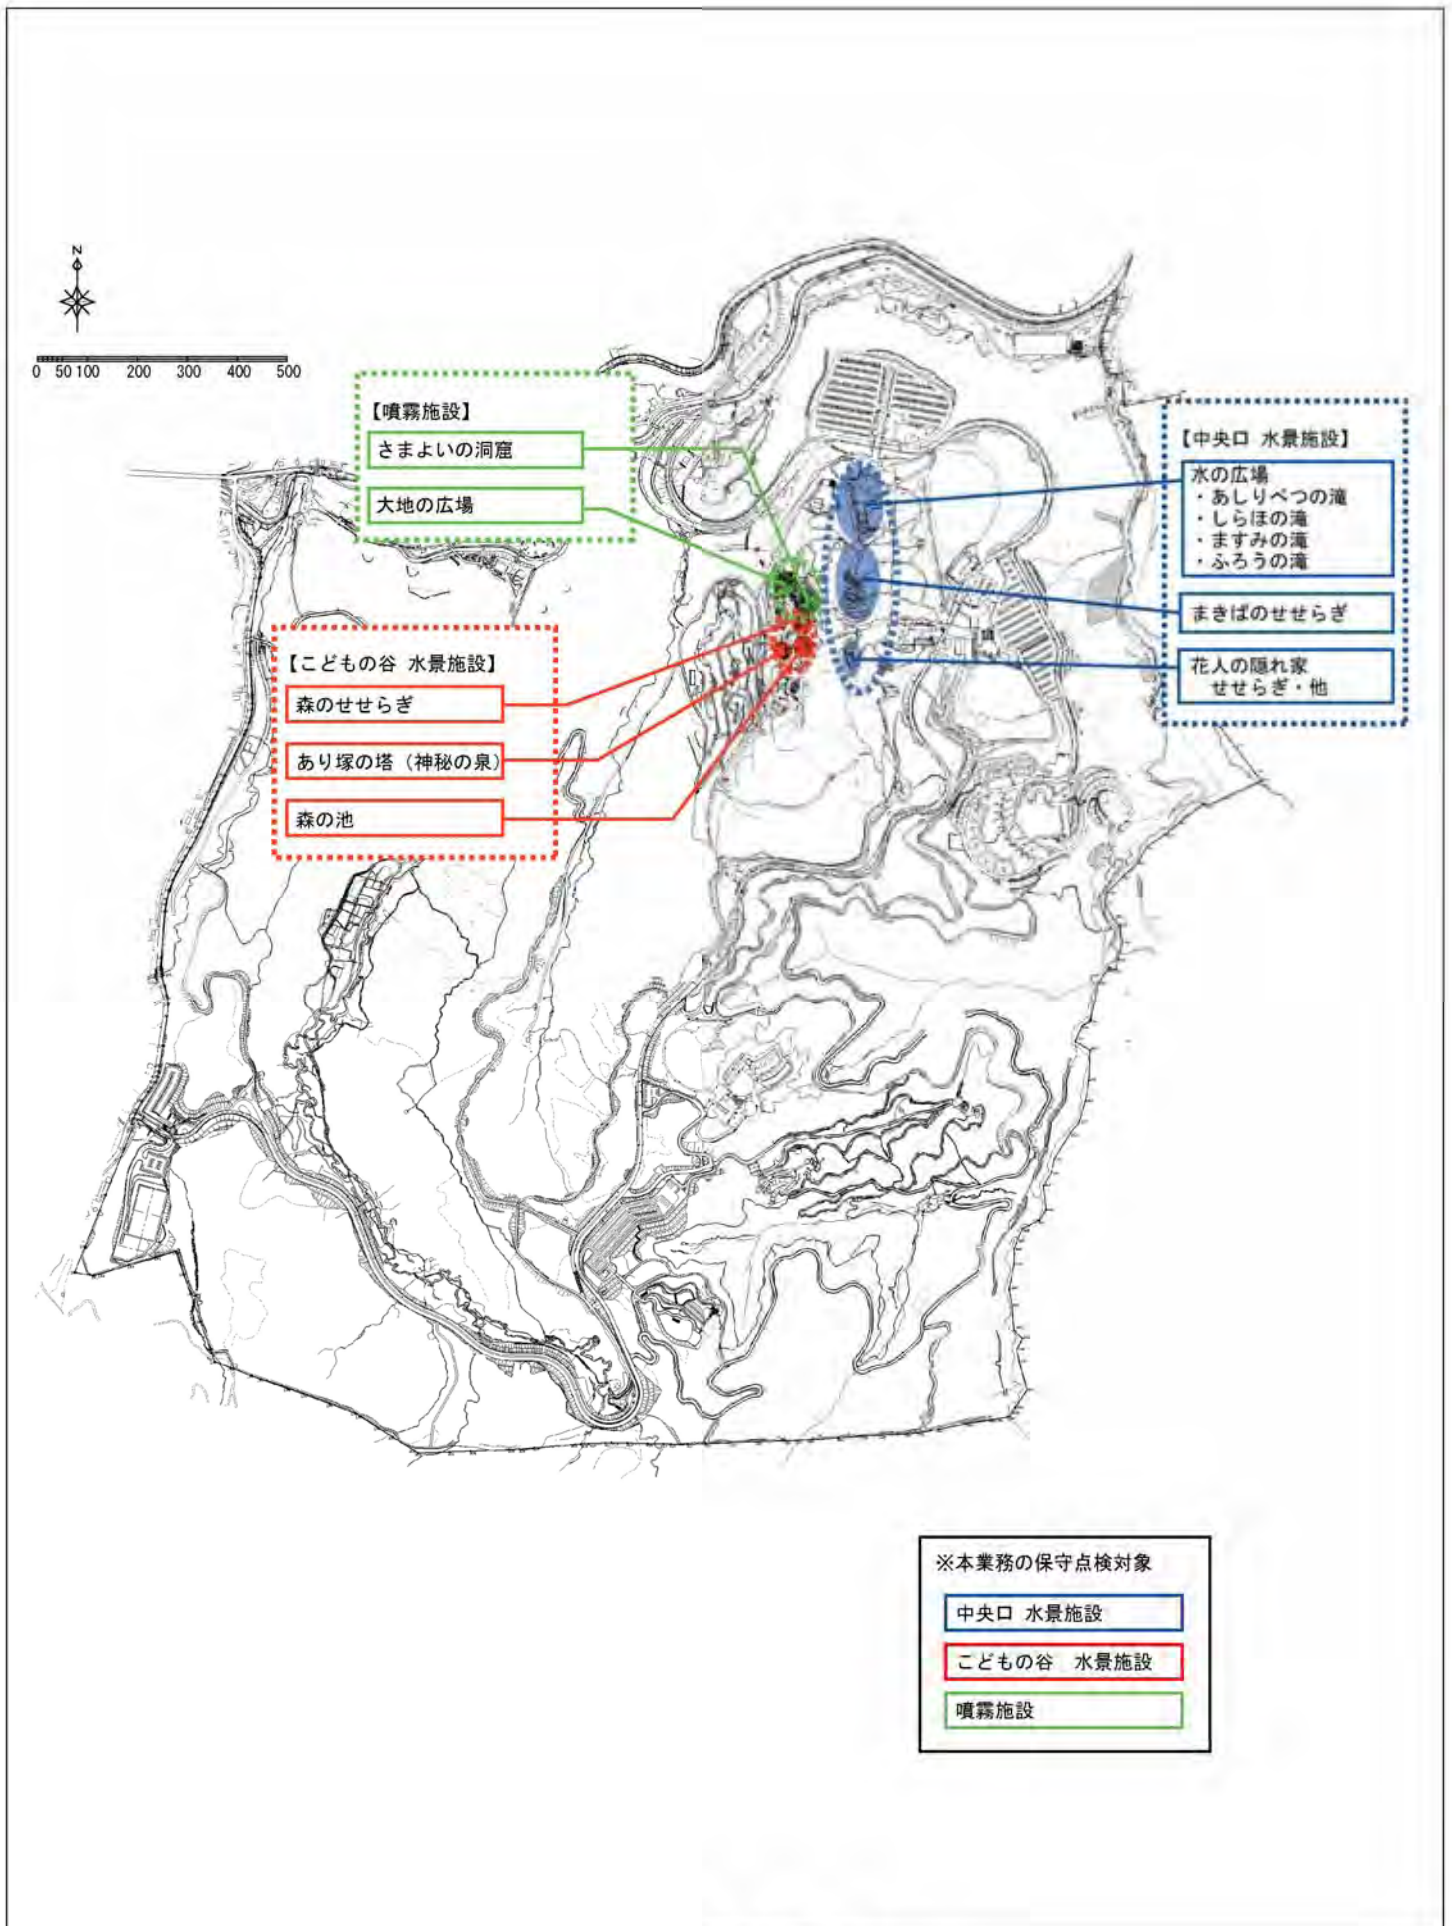 N
0 50 100 200 300 400 500
【噴霧施設】
さまよいの洞窟
大地の広場
【中央口 水景施設】
水の広場
・あしりべつの滝
・しらほの滝
・ますみの滝
・ふろうの滝
まきばのせせらぎ
花人の隠れ家
せせらぎ・他
【こどもの谷 水景施設】
森のせせらぎ
あり塚の塔（神秘の泉）
森の池
※本業務の保守点検対象
中央口 水景施設
こどもの谷　水景施設
噴霧施設